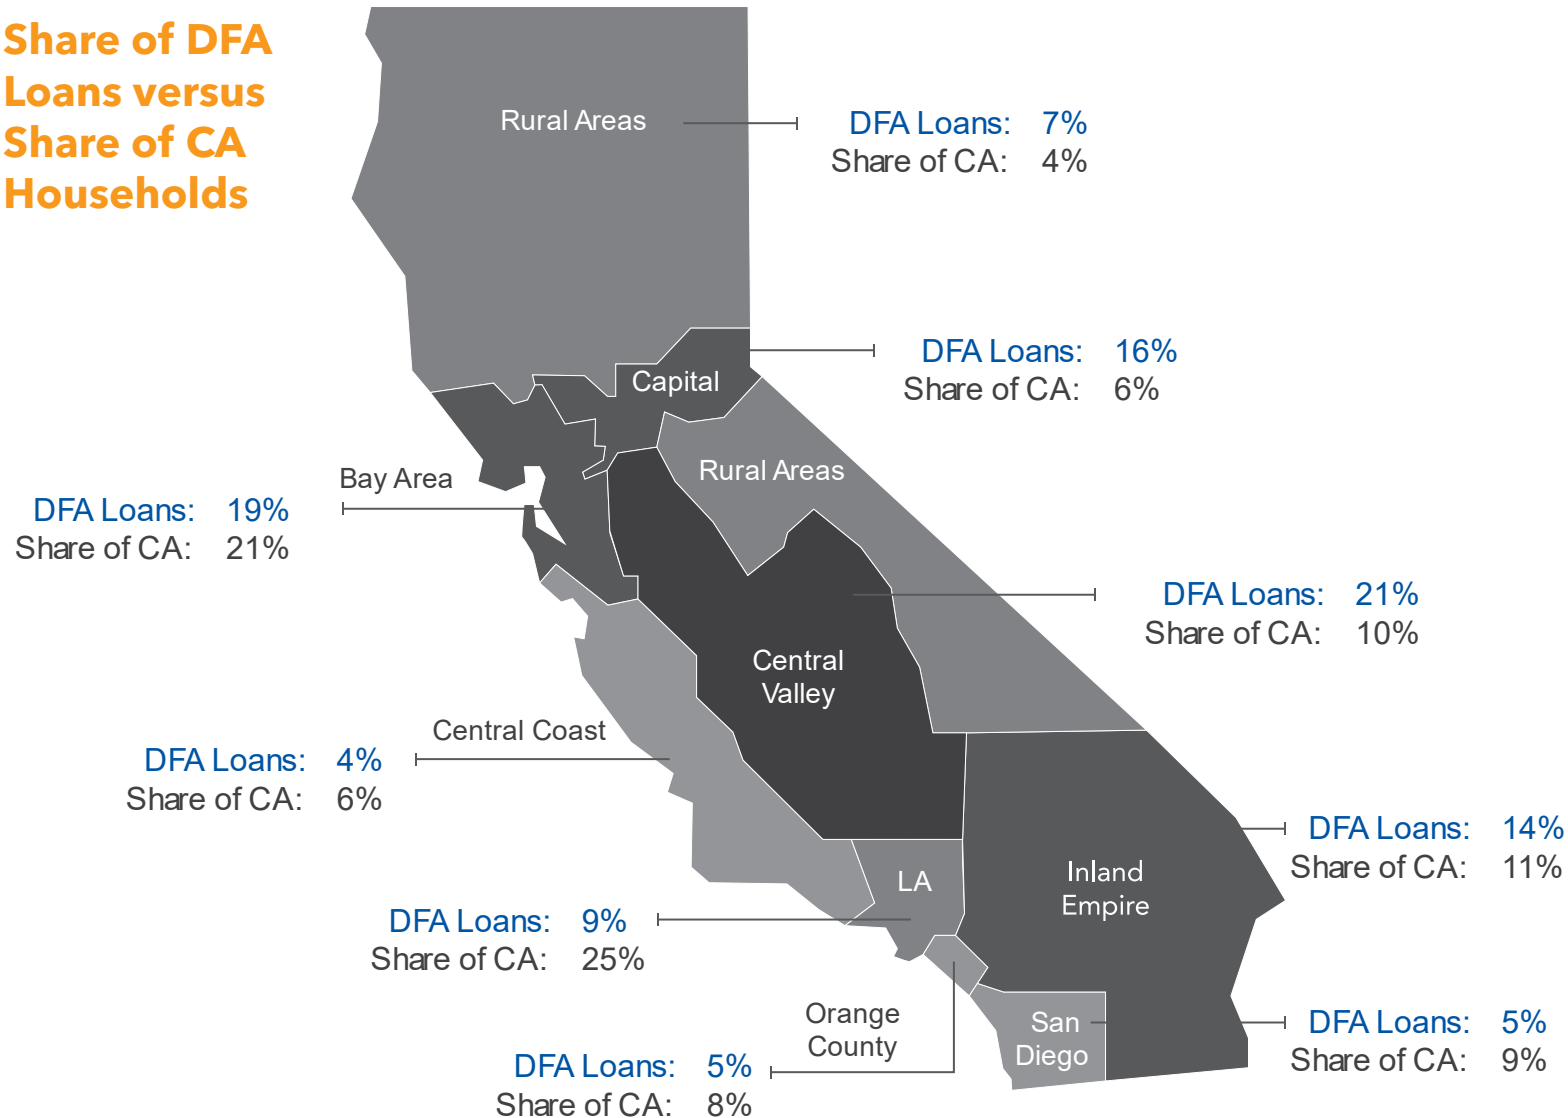 Share of DFA
Loans versus
Share of CA
Households
Rural Areas
DFA Loans: 7%
Share of CA: 4%
Capital
DFA Loans: 16%
Share of CA: 6%
Rural Areas
Bay Area
DFA Loans: 19%
Share of CA: 21%
DFA Loans: 21%
Share of CA: 10%
Central
Valley
Central Coast
DFA Loans: 4%
Share of CA: 6%
DFA Loans: 14%
Share of CA: 11%
Inland
Empire
LA
DFA Loans: 9%
Share of CA: 25%
Orange
County
DFA Loans: 5%
Share of CA: 8%
San
Diego
DFA Loans: 5%
Share of CA: 9%